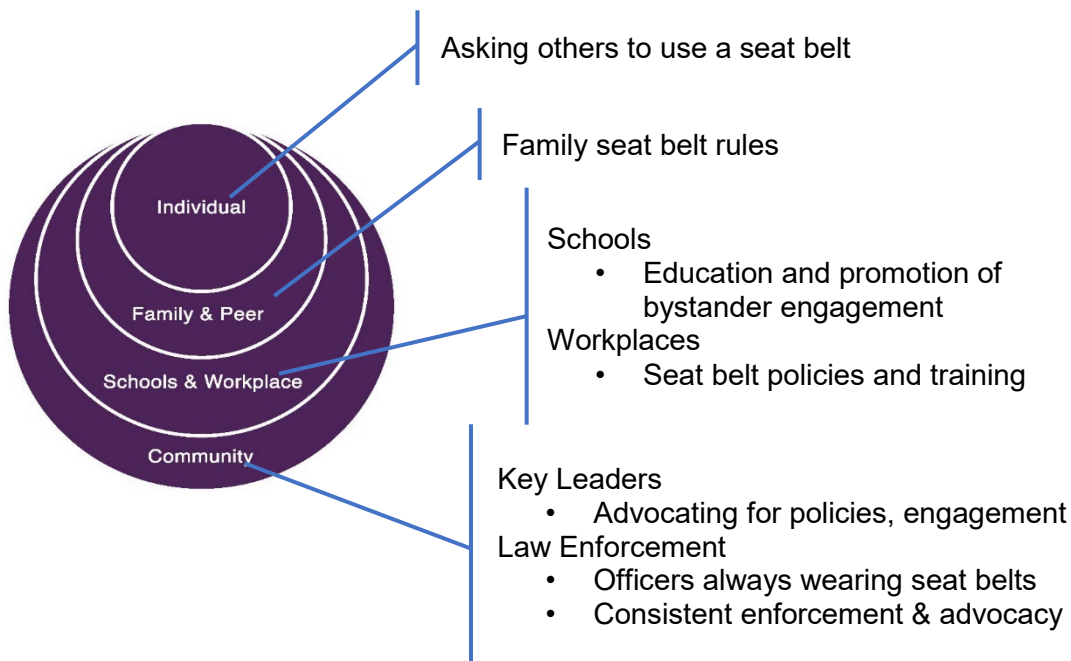 Asking others to use a seat belt
Family seat belt rules
Individual
Schools
• Education and promotion of
bystander engagement
Family & Peer
Workplaces
• Seat belt policies and training
Schools & Workplace
Community
Key Leaders
• Advocating for policies, engagement
Law Enforcement
• Officers always wearing seat belts
• Consistent enforcement & advocacy